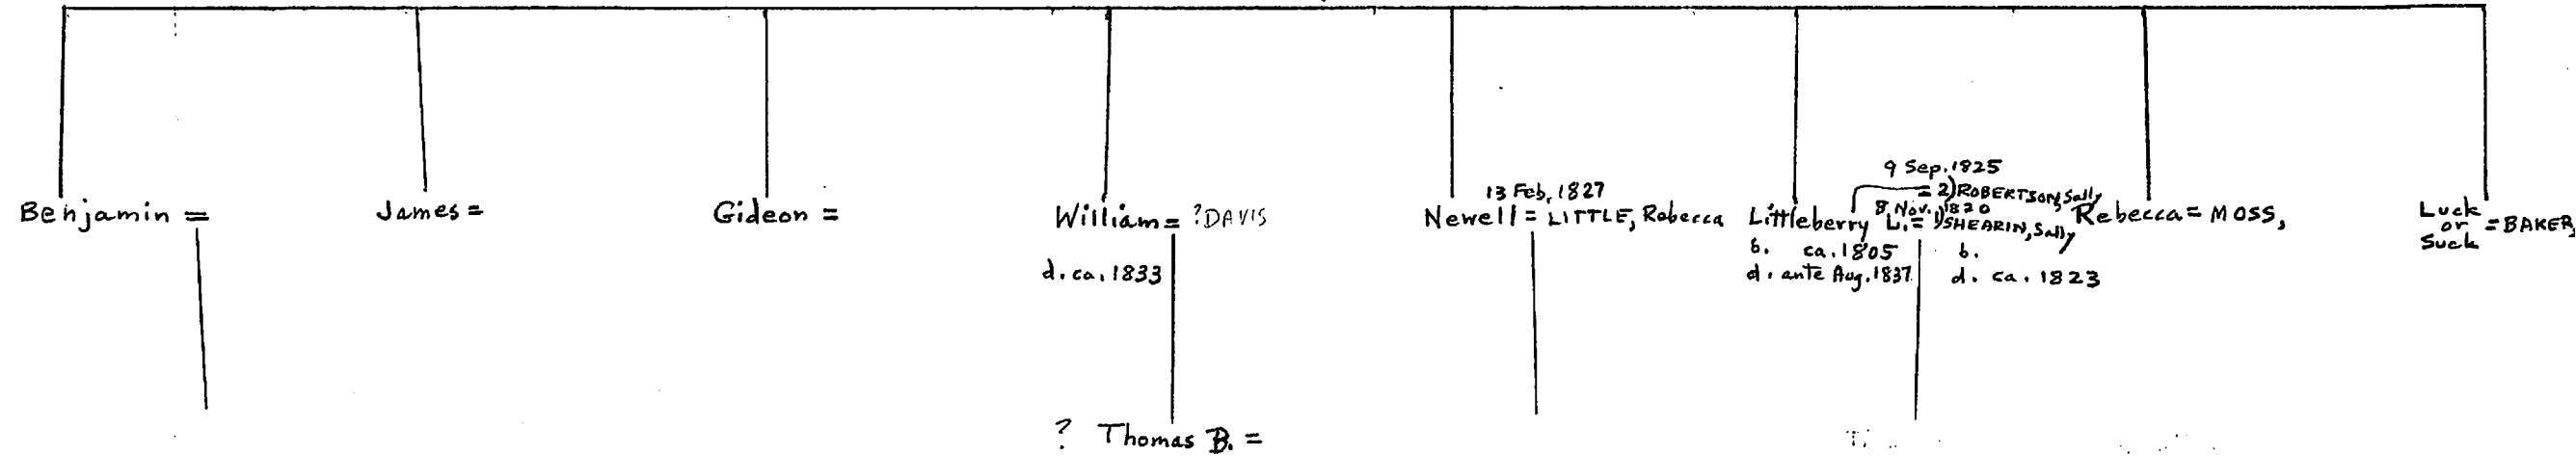 Benjamin =
James =
Gideon =
William = ?DAVIS
d. ca. 1833
13 Feb, 1827
Newell = LITTLE, Rebecca
9 Sep. 1825
= 2) ROBERTSON, Sally
8 Nov. 1820
Littleberry L. = 1) SHEARIN, Sally
b. ca. 1805 b.
d. ante Aug. 1837 d. ca. 1823
Rebecca = MOSS,
Luck
or = BAKER,
Suck
? Thomas B. =